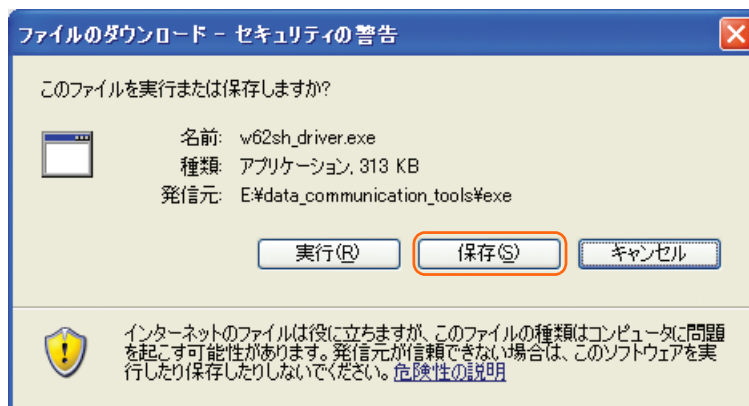 ファイルのダウンロード - セキュリティの警告
このファイルを実行または保存しますか?
名前: w62sh_driver.exe
種類: アプリケーション, 313 KB
発信元: E:¥data_communication_tools¥exe
実行(R) 保存(S) キャンセル
インターネットのファイルは役に立ちますが、このファイルの種類はコンピュータに問題
を起こす可能性があります。発信元が信頼できない場合は、このソフトウェアを実
行したり保存したりしないでください。危険性の説明